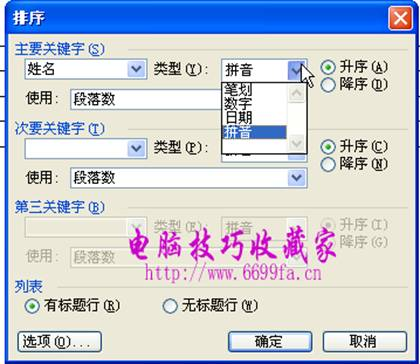 排序
主要关键字(S)
姓名 类型(Y): 拼音 升序(A)
笔划 降序(D)
数字
使用: 段落数 日期
拼音
次要关键字(T)
类型(P): 升序(C)
降序(N)
使用: 段落数
第三关键字(B)
类型 拼音 升序(I)
降序(G)
使用: 段落数
电脑技巧收藏家
http://www.6699fa.cn
列表
有标题行(R) 无标题行(W)
选项(O)... 确定 取消